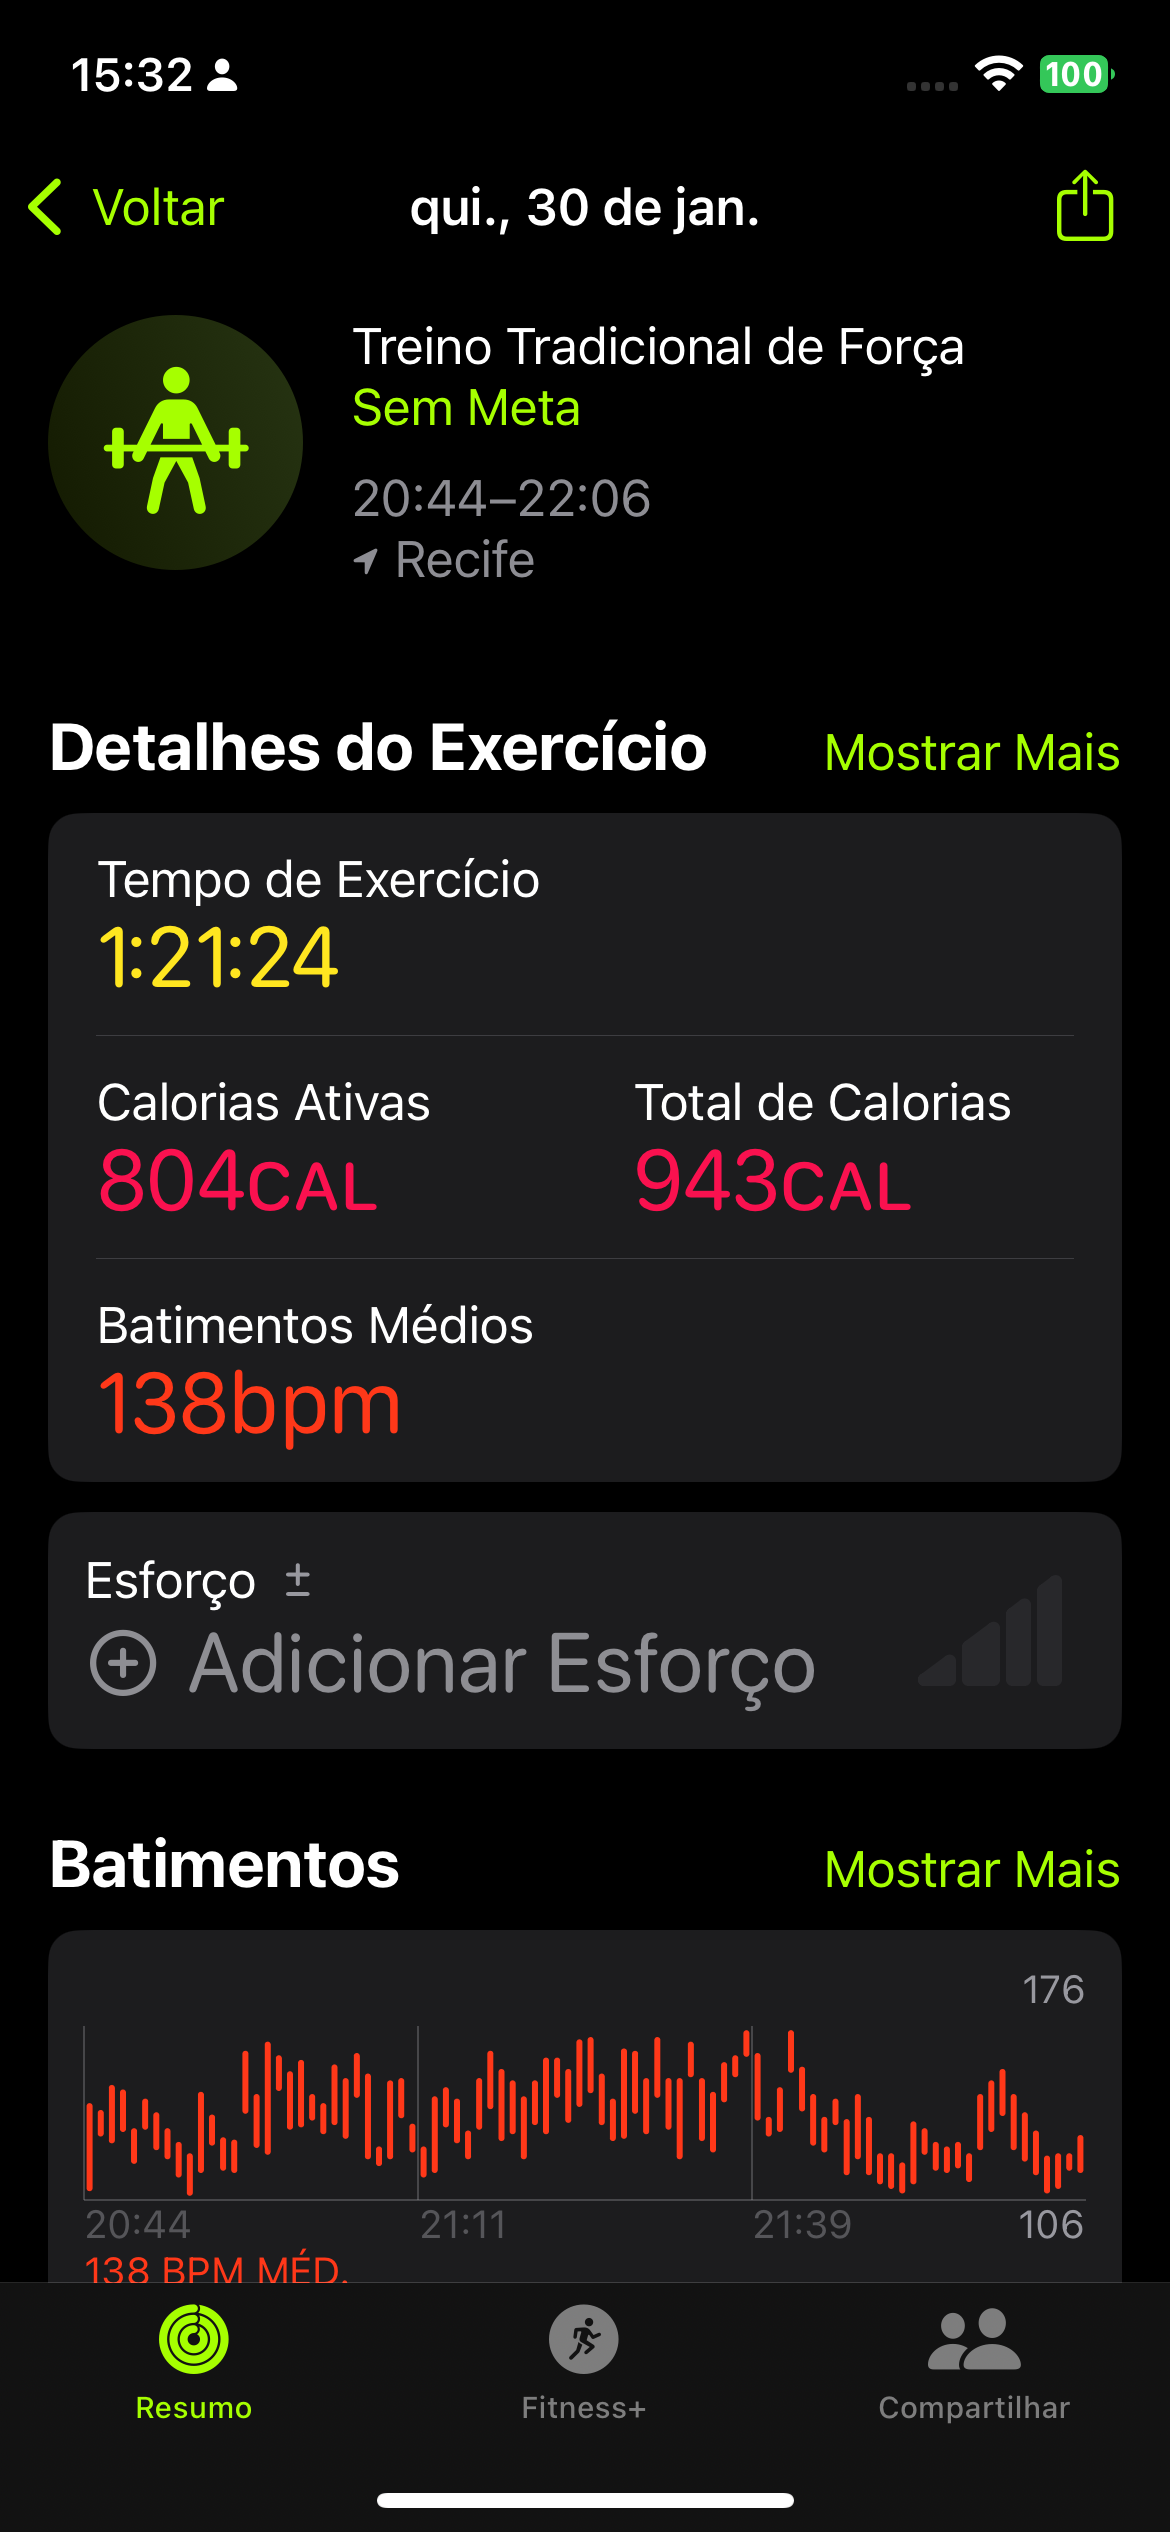 15:32
100
Voltar
qui., 30 de jan.
Treino Tradicional de Força
Sem Meta
20:44–22:06
Recife
Detalhes do Exercício
Mostrar Mais
Tempo de Exercício
1:21:24
Calorias Ativas
Total de Calorias
804CAL
943CAL
Batimentos Médios
138bpm
Esforço ±
Adicionar Esforço
Batimentos
Mostrar Mais
176
20:44
21:11
21:39
106
138 BPM MÉD.
Resumo
Fitness+
Compartilhar